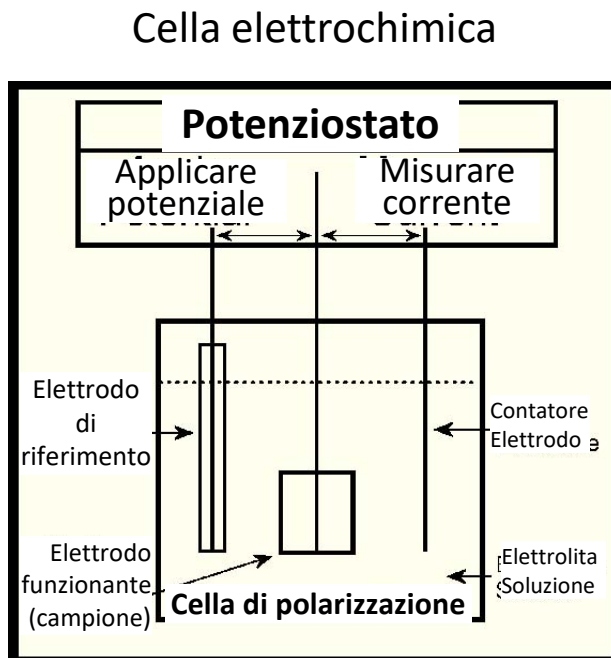 Cella elettrochimica
Potenziostato
Applicare
potenziale
Misurare
corrente
Elettrodo
di
riferimento
Contatore
Elettrodo
Elettrodo
funzionante
(campione)
Cella di polarizzazione
Elettrolita
Soluzione